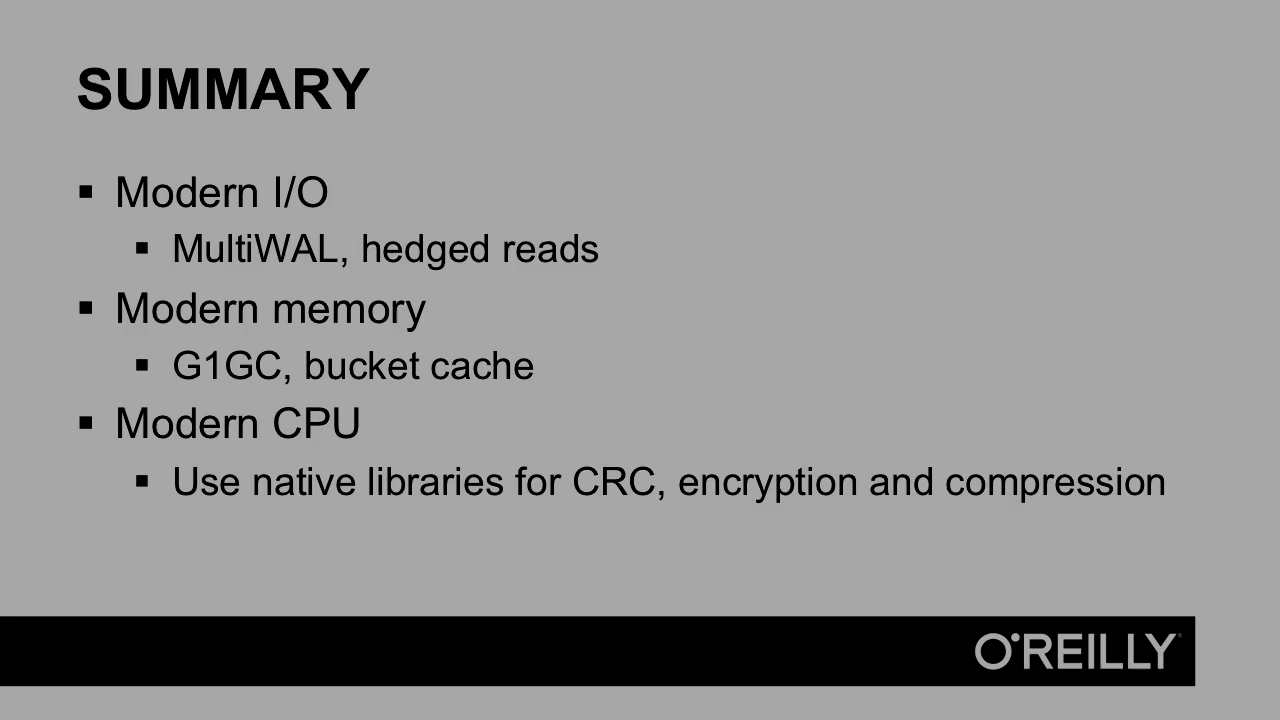 SUMMARY
▪ Modern I/O
▪ MultiWAL, hedged reads
▪ Modern memory
▪ G1GC, bucket cache
▪ Modern CPU
▪ Use native libraries for CRC, encryption and compression
O'REILLY®